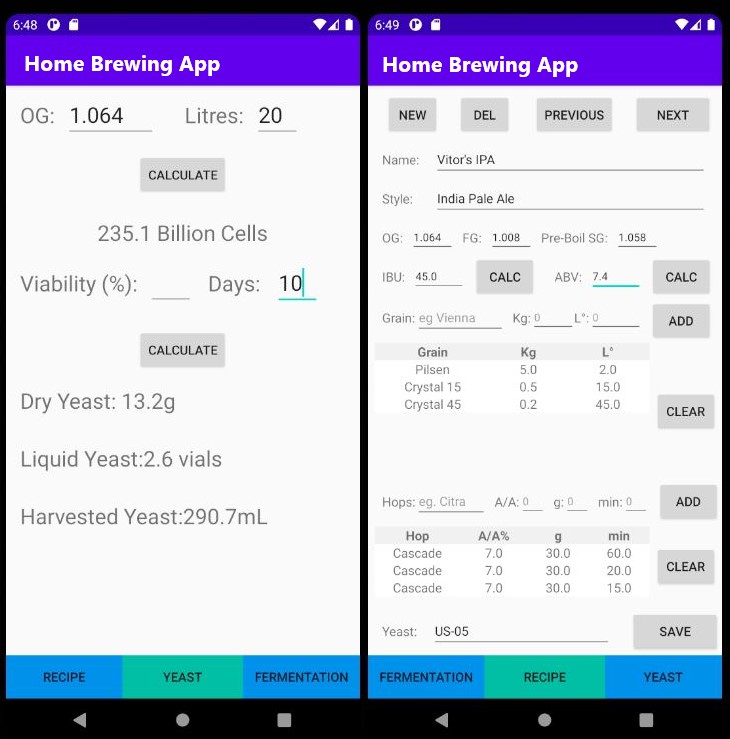 6:48
Home Brewing App
OG: 1.064 Litres: 20
CALCULATE
235.1 Billion Cells
Viability (%): Days: 10
CALCULATE
Dry Yeast: 13.2g
Liquid Yeast:2.6 vials
Harvested Yeast:290.7mL
RECIPE YEAST FERMENTATION
6:49
Home Brewing App
NEW DEL PREVIOUS NEXT
Name: Vitor's IPA
Style: India Pale Ale
OG: 1.064 FG: 1.008 Pre-Boil SG: 1.058
IBU: 45.0 CALC ABV: 7.4 CALC
Grain: eg Vienna Kg: 0 L°: 0 ADD
Grain Kg L°
Pilsen 5.0 2.0
Crystal 15 0.5 15.0
Crystal 45 0.2 45.0
CLEAR
Hops: eg. Citra A/A: 0 g: 0 min: 0 ADD
Hop A/A% g min
Cascade 7.0 30.0 60.0
Cascade 7.0 30.0 20.0
Cascade 7.0 30.0 15.0
CLEAR
Yeast: US-05 SAVE
FERMENTATION RECIPE YEAST